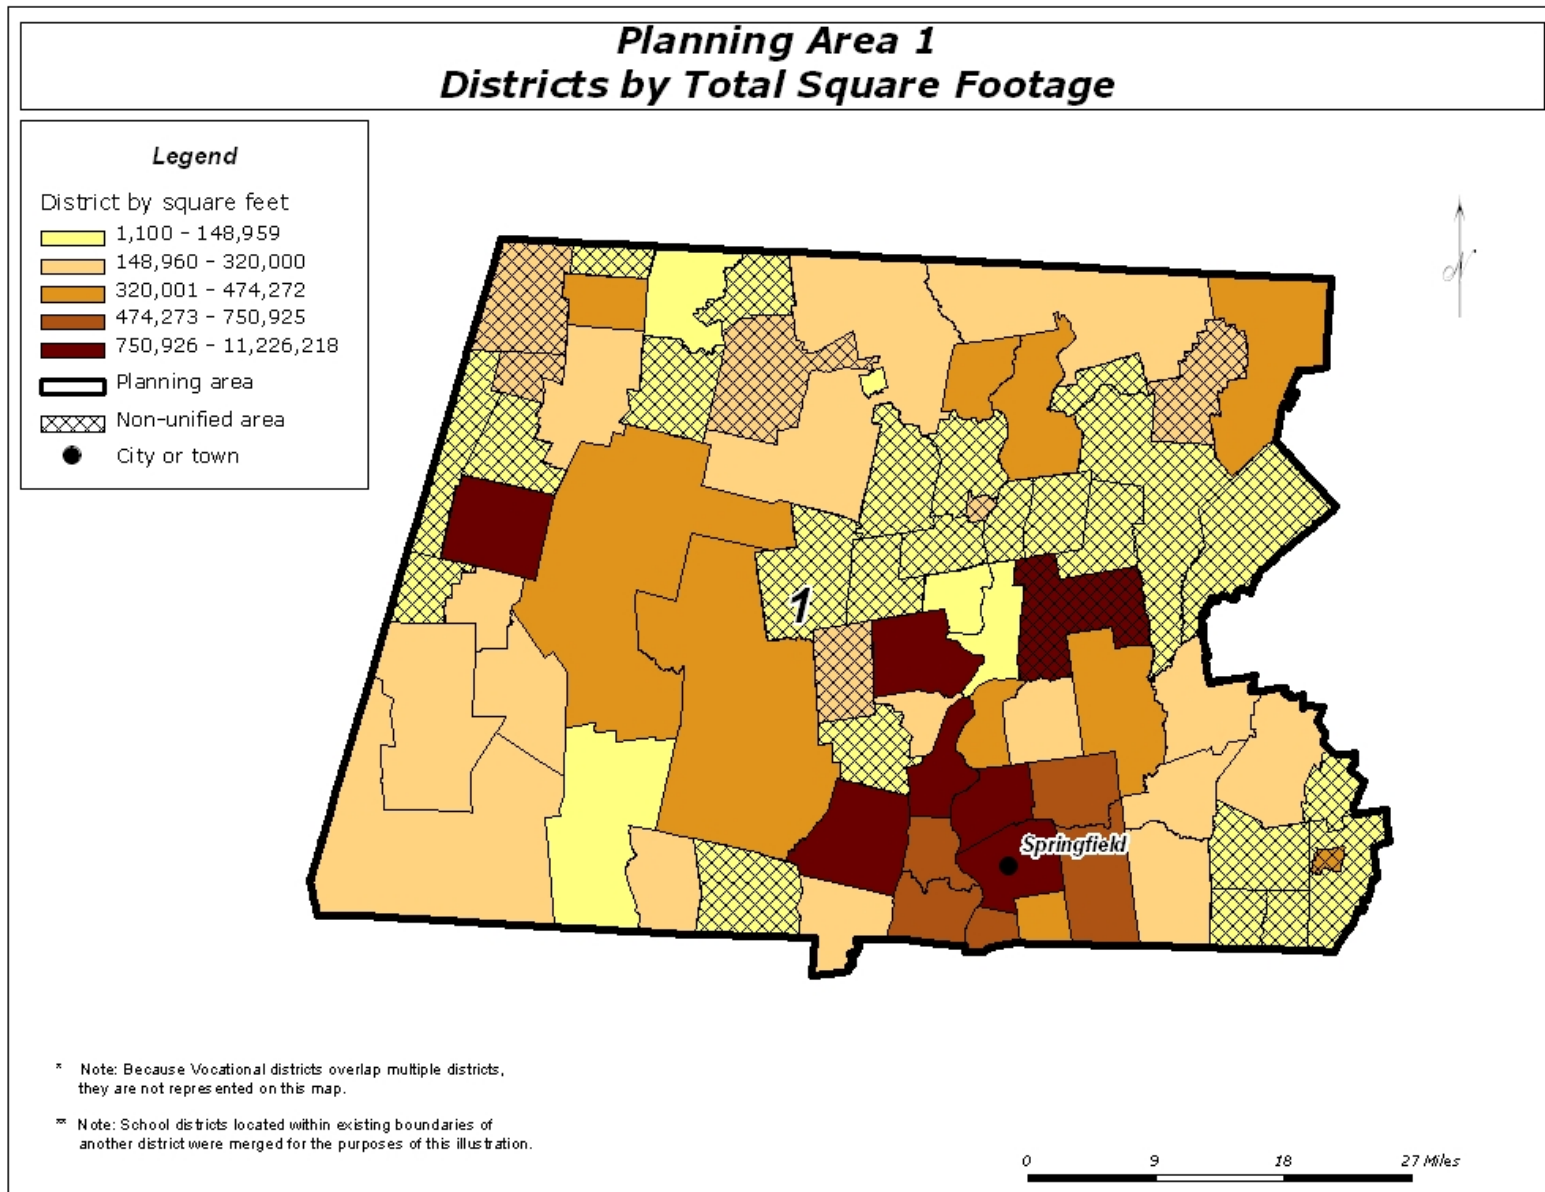 Planning Area 1
Districts by Total Square Footage
Legend
District by square feet
1,100 - 148,959
148,960 - 320,000
320,001 - 474,272
474,273 - 750,925
750,926 - 11,226,218
Planning area
Non-unified area
City or town
N
1
Springfield
* Note: Because Vocational districts overlap multiple districts,
they are not represented on this map.
** Note: School districts located within existing boundaries of
another district were merged for the purposes of this illustration.
0 9 18 27 Miles